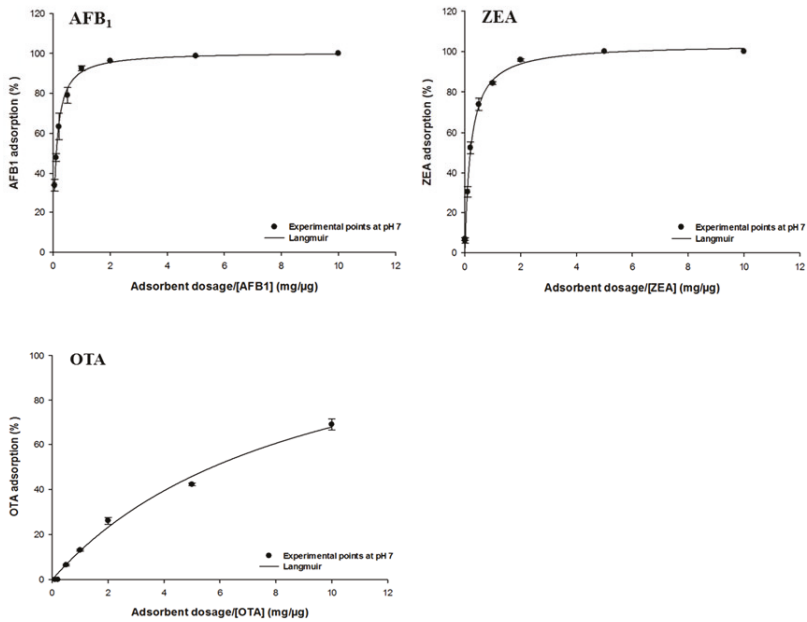 AFB₁
120
100
80
60
40
20
0
AFB1 adsorption (%)
Experimental points at pH 7
Langmuir
0 2 4 6 8 10 12
Adsorbent dosage/[AFB1] (mg/µg)
ZEA
120
100
80
60
40
20
0
ZEA adsorption (%)
Experimental points at pH 7
Langmuir
0 2 4 6 8 10 12
Adsorbent dosage/[ZEA] (mg/µg)
OTA
100
80
60
40
20
0
OTA adsorption (%)
Experimental points at pH 7
Langmuir
0 2 4 6 8 10 12
Adsorbent dosage/[OTA] (mg/µg)